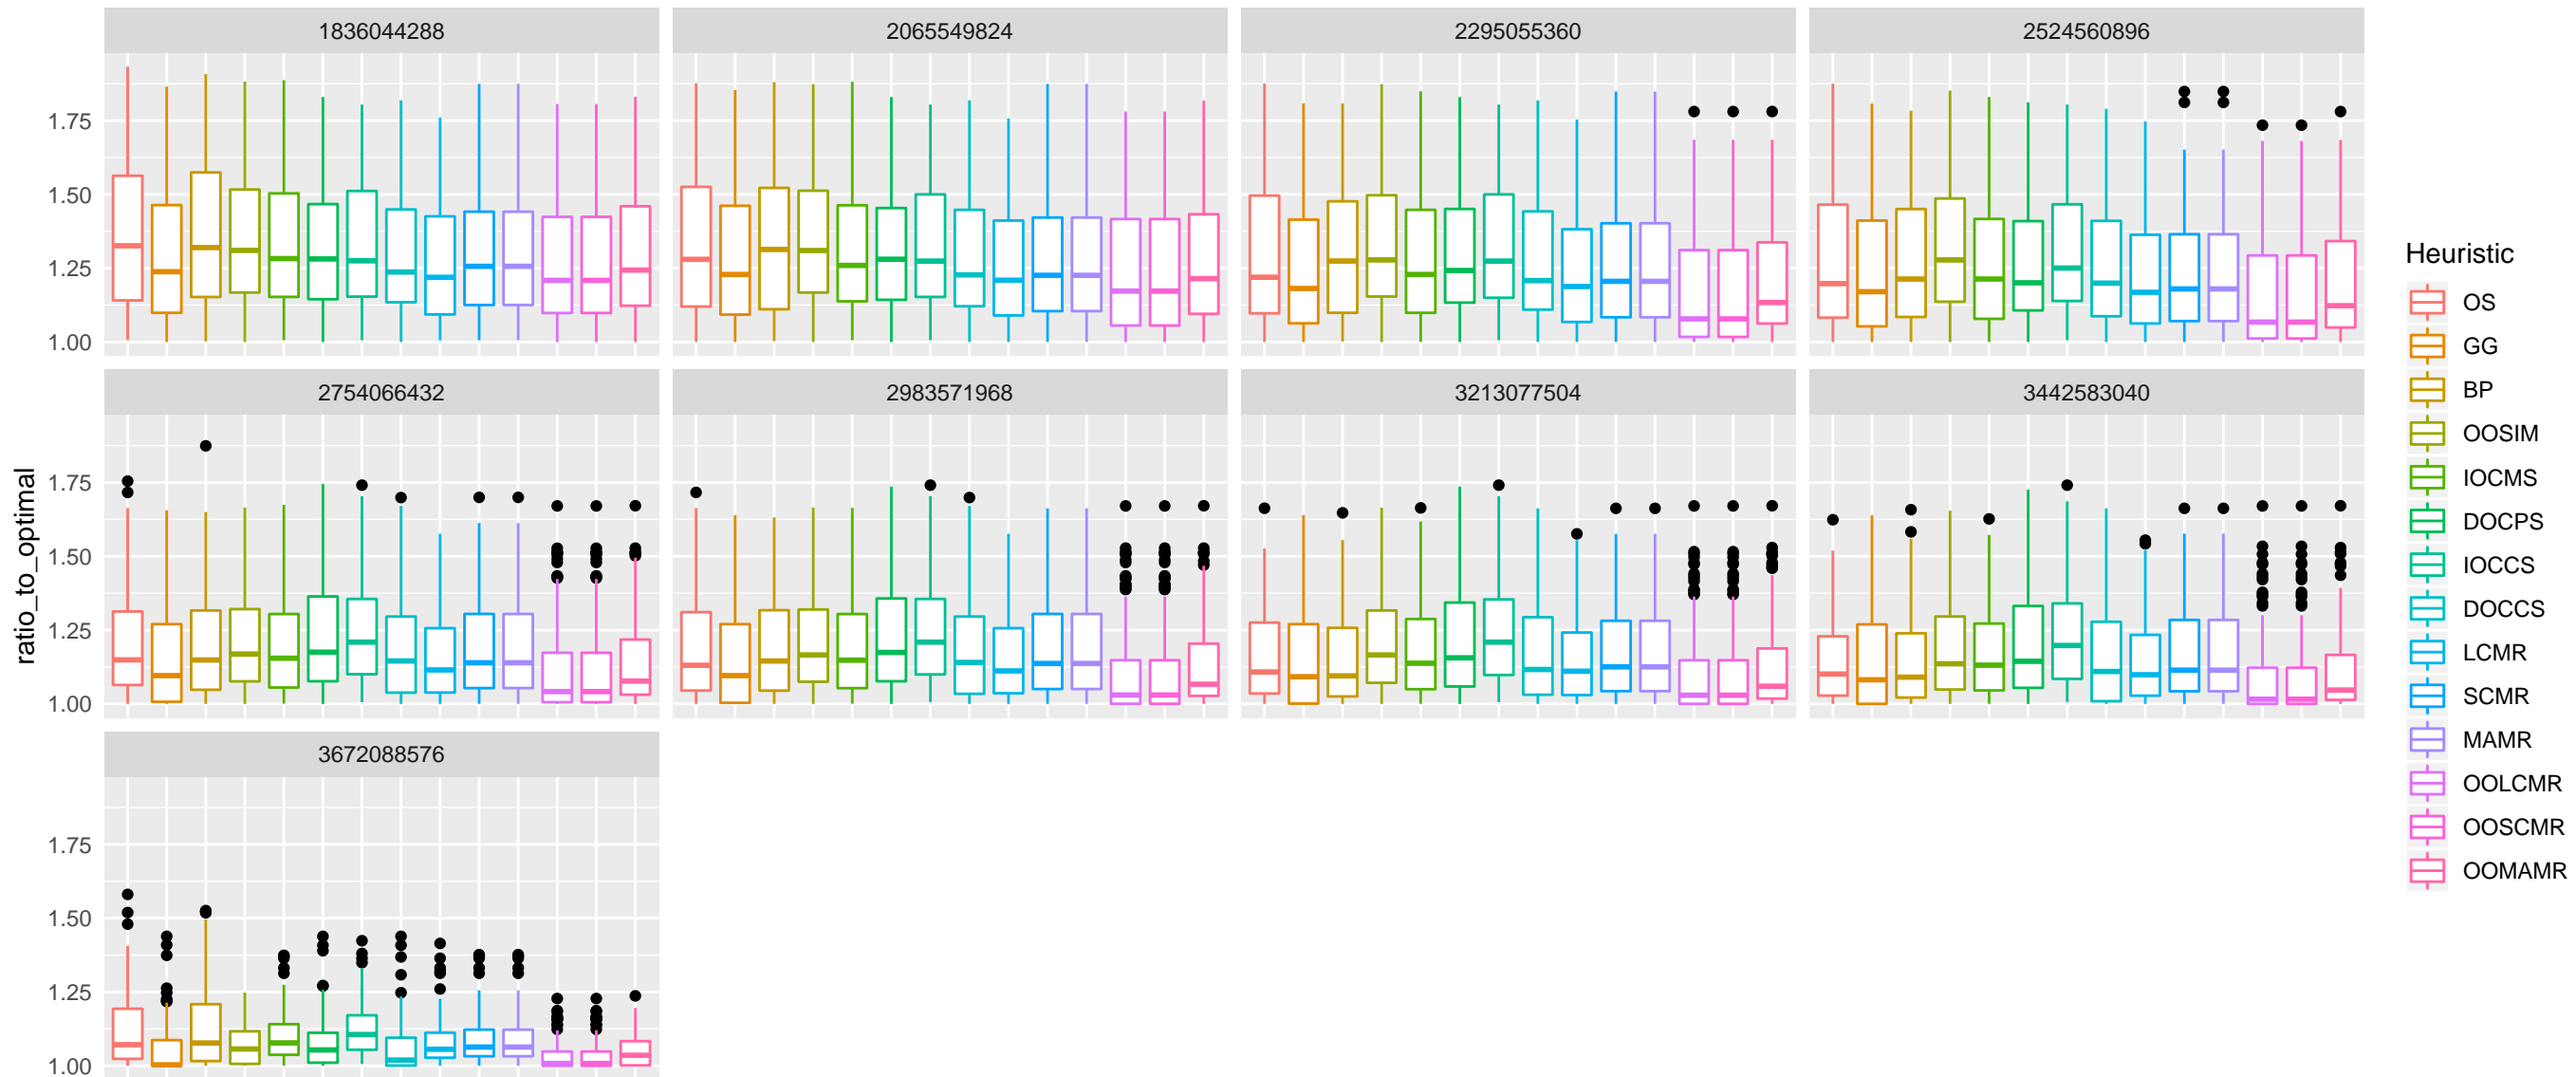 1836044288
2065549824
2295055360
2524560896
1.75
1.50
1.25
1.00
2754066432
2983571968
3213077504
3442583040
1.75
1.50
1.25
1.00
3672088576
1.75
1.50
1.25
1.00
ratio_to_optimal
Heuristic
OS
GG
BP
OOSIM
IOCMS
DOCPS
IOCCS
DOCCS
LCMR
SCMR
MAMR
OOLCMR
OOSCMR
OOMAMR